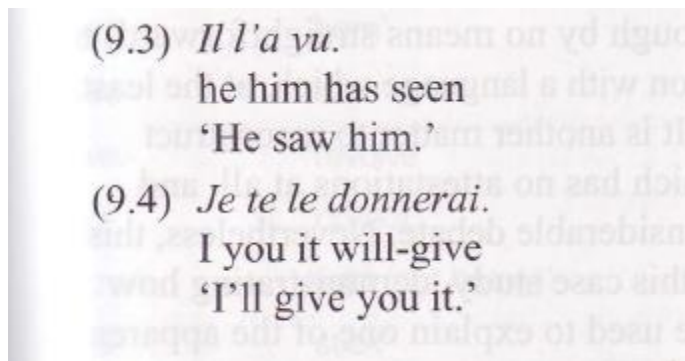 (9.3) Il l’a vu.
he him has seen
‘He saw him.’
(9.4) Je te le donnerai.
I you it will-give
‘I’ll give you it.’